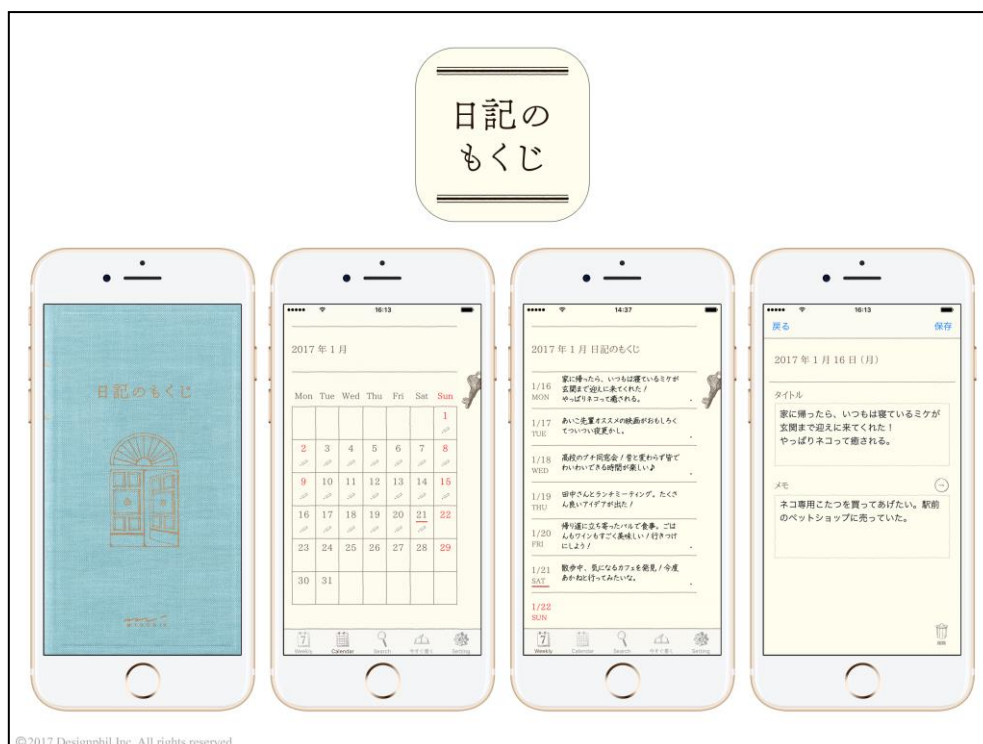 日記の
もくじ
日記のもくじ
MIDORI
16:13
2017 年 1 月
Mon Tue Wed Thu Fri Sat Sun
1
2 3 4 5 6 7 8
9 10 11 12 13 14 15
16 17 18 19 20 21 22
23 24 25 26 27 28 29
30 31
7
Weekly Calendar Search 今すぐ書く Setting
14:37
2017 年 1 月 日記のもくじ
1/16
MON
家に帰ったら、いつもは寝ているミケが
玄関まで迎えに来てくれた!
やっぱりネコって癒される。
1/17
TUE
あいこ先輩オススメの映画がおもしろく
てついつい夜更かし。
1/18
WED
高校のプチ同窓会!昔と変わらず皆で
わいわいできる時間が楽しい♪
1/19
THU
田中さんとランチミーティング。たくさ
ん良いアイデアが出た!
1/20
FRI
帰り道に立ち寄ったバルで食事。ごは
んもワインもすごく美味しい!行きつけ
にしよう!
1/21
SAT
散歩中、気になるカフェを発見!今度
あかねと行ってみたいな。
1/22
SUN
7
Weekly Calendar Search 今すぐ書く Setting
16:13
戻る 保存
2017 年 1 月 16 日 (月)
タイトル
家に帰ったら、いつもは寝ているミケが
玄関まで迎えに来てくれた!
やっぱりネコって癒される。
メモ
ネコ専用こたつを買ってあげたい。駅前
のペットショップに売っていた。
©2017 Designphil Inc. All rights reserved.